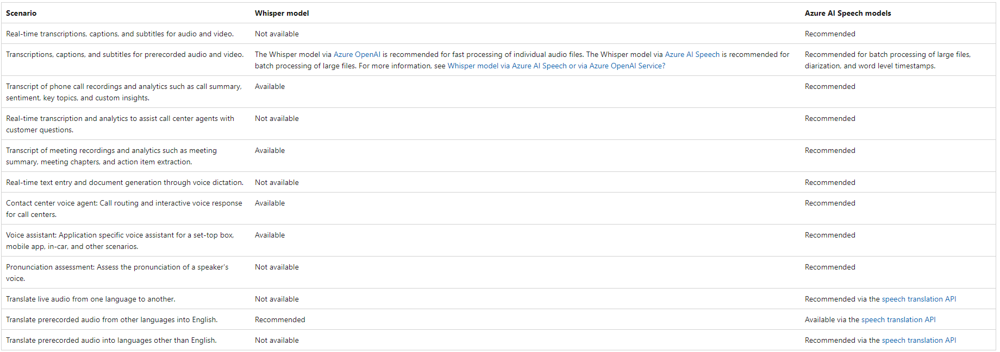 Scenario Whisper model Azure AI Speech models
Real-time transcriptions, captions, and subtitles for audio and video. Not available Recommended
Transcriptions, captions, and subtitles for prerecorded audio and video. The Whisper model via Azure OpenAI is recommended for fast processing of individual audio files. The Whisper model via Azure AI Speech is recommended for Recommended for batch processing of large files,
batch processing of large files. For more information, see Whisper model via Azure AI Speech or via Azure OpenAI Service? diarization, and word level timestamps.
Transcript of phone call recordings and analytics such as call summary, Available Recommended
sentiment, key topics, and custom insights.
Real-time transcription and analytics to assist call center agents with Not available Recommended
customer questions.
Transcript of meeting recordings and analytics such as meeting Available Recommended
summary, meeting chapters, and action item extraction.
Real-time text entry and document generation through voice dictation. Not available Recommended
Contact center voice agent: Call routing and interactive voice response Available Recommended
for call centers.
Voice assistant: Application specific voice assistant for a set-top box, Available Recommended
mobile app, in-car, and other scenarios.
Pronunciation assessment: Assess the pronunciation of a speaker's Not available Recommended
voice.
Translate live audio from one language to another. Not available Recommended via the speech translation API
Translate prerecorded audio from other languages into English. Recommended Available via the speech translation API
Translate prerecorded audio into languages other than English. Not available Recommended via the speech translation API